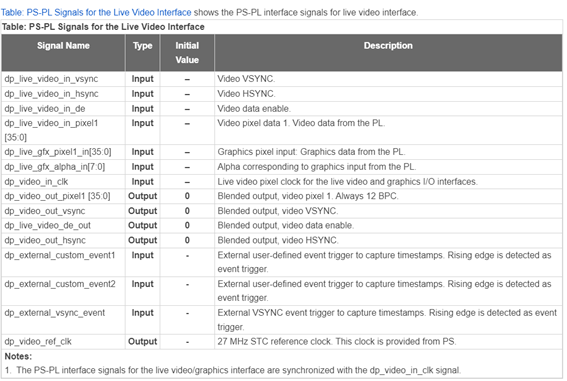 Table: PS-PL Signals for the Live Video Interface shows the PS-PL interface signals for live video interface.
Table: PS-PL Signals for the Live Video Interface
Signal Name Type Initial Value Description
dp_live_video_in_vsync Input – Video VSYNC.
dp_live_video_in_hsync Input – Video HSYNC.
dp_live_video_in_de Input – Video data enable.
dp_live_video_in_pixel1 [35:0] Input – Video pixel data 1. Video data from the PL.
dp_live_gfx_pixel1_in[35:0] Input – Graphics pixel input: Graphics data from the PL.
dp_live_gfx_alpha_in[7:0] Input – Alpha corresponding to graphics input from the PL.
dp_video_in_clk Input – Live video pixel clock for the live video and graphics I/O interfaces.
dp_video_out_pixel1 [35:0] Output 0 Blended output, video pixel 1. Always 12 BPC.
dp_video_out_vsync Output 0 Blended output, video VSYNC.
dp_live_video_de_out Output 0 Blended output, video data enable.
dp_video_out_hsync Output 0 Blended output, video HSYNC.
dp_external_custom_event1 Input - External user-defined event trigger to capture timestamps. Rising edge is detected as
event trigger.
dp_external_custom_event2 Input - External user-defined event trigger to capture timestamps. Rising edge is detected as
event trigger.
dp_external_vsync_event Input - External VSYNC event trigger to capture timestamps. Rising edge is detected as event
trigger.
dp_video_ref_clk Output - 27 MHz STC reference clock. This clock is provided from PS.
Notes:
1. The PS-PL interface signals for the live video/graphics interface are synchronized with the dp_video_in_clk signal.